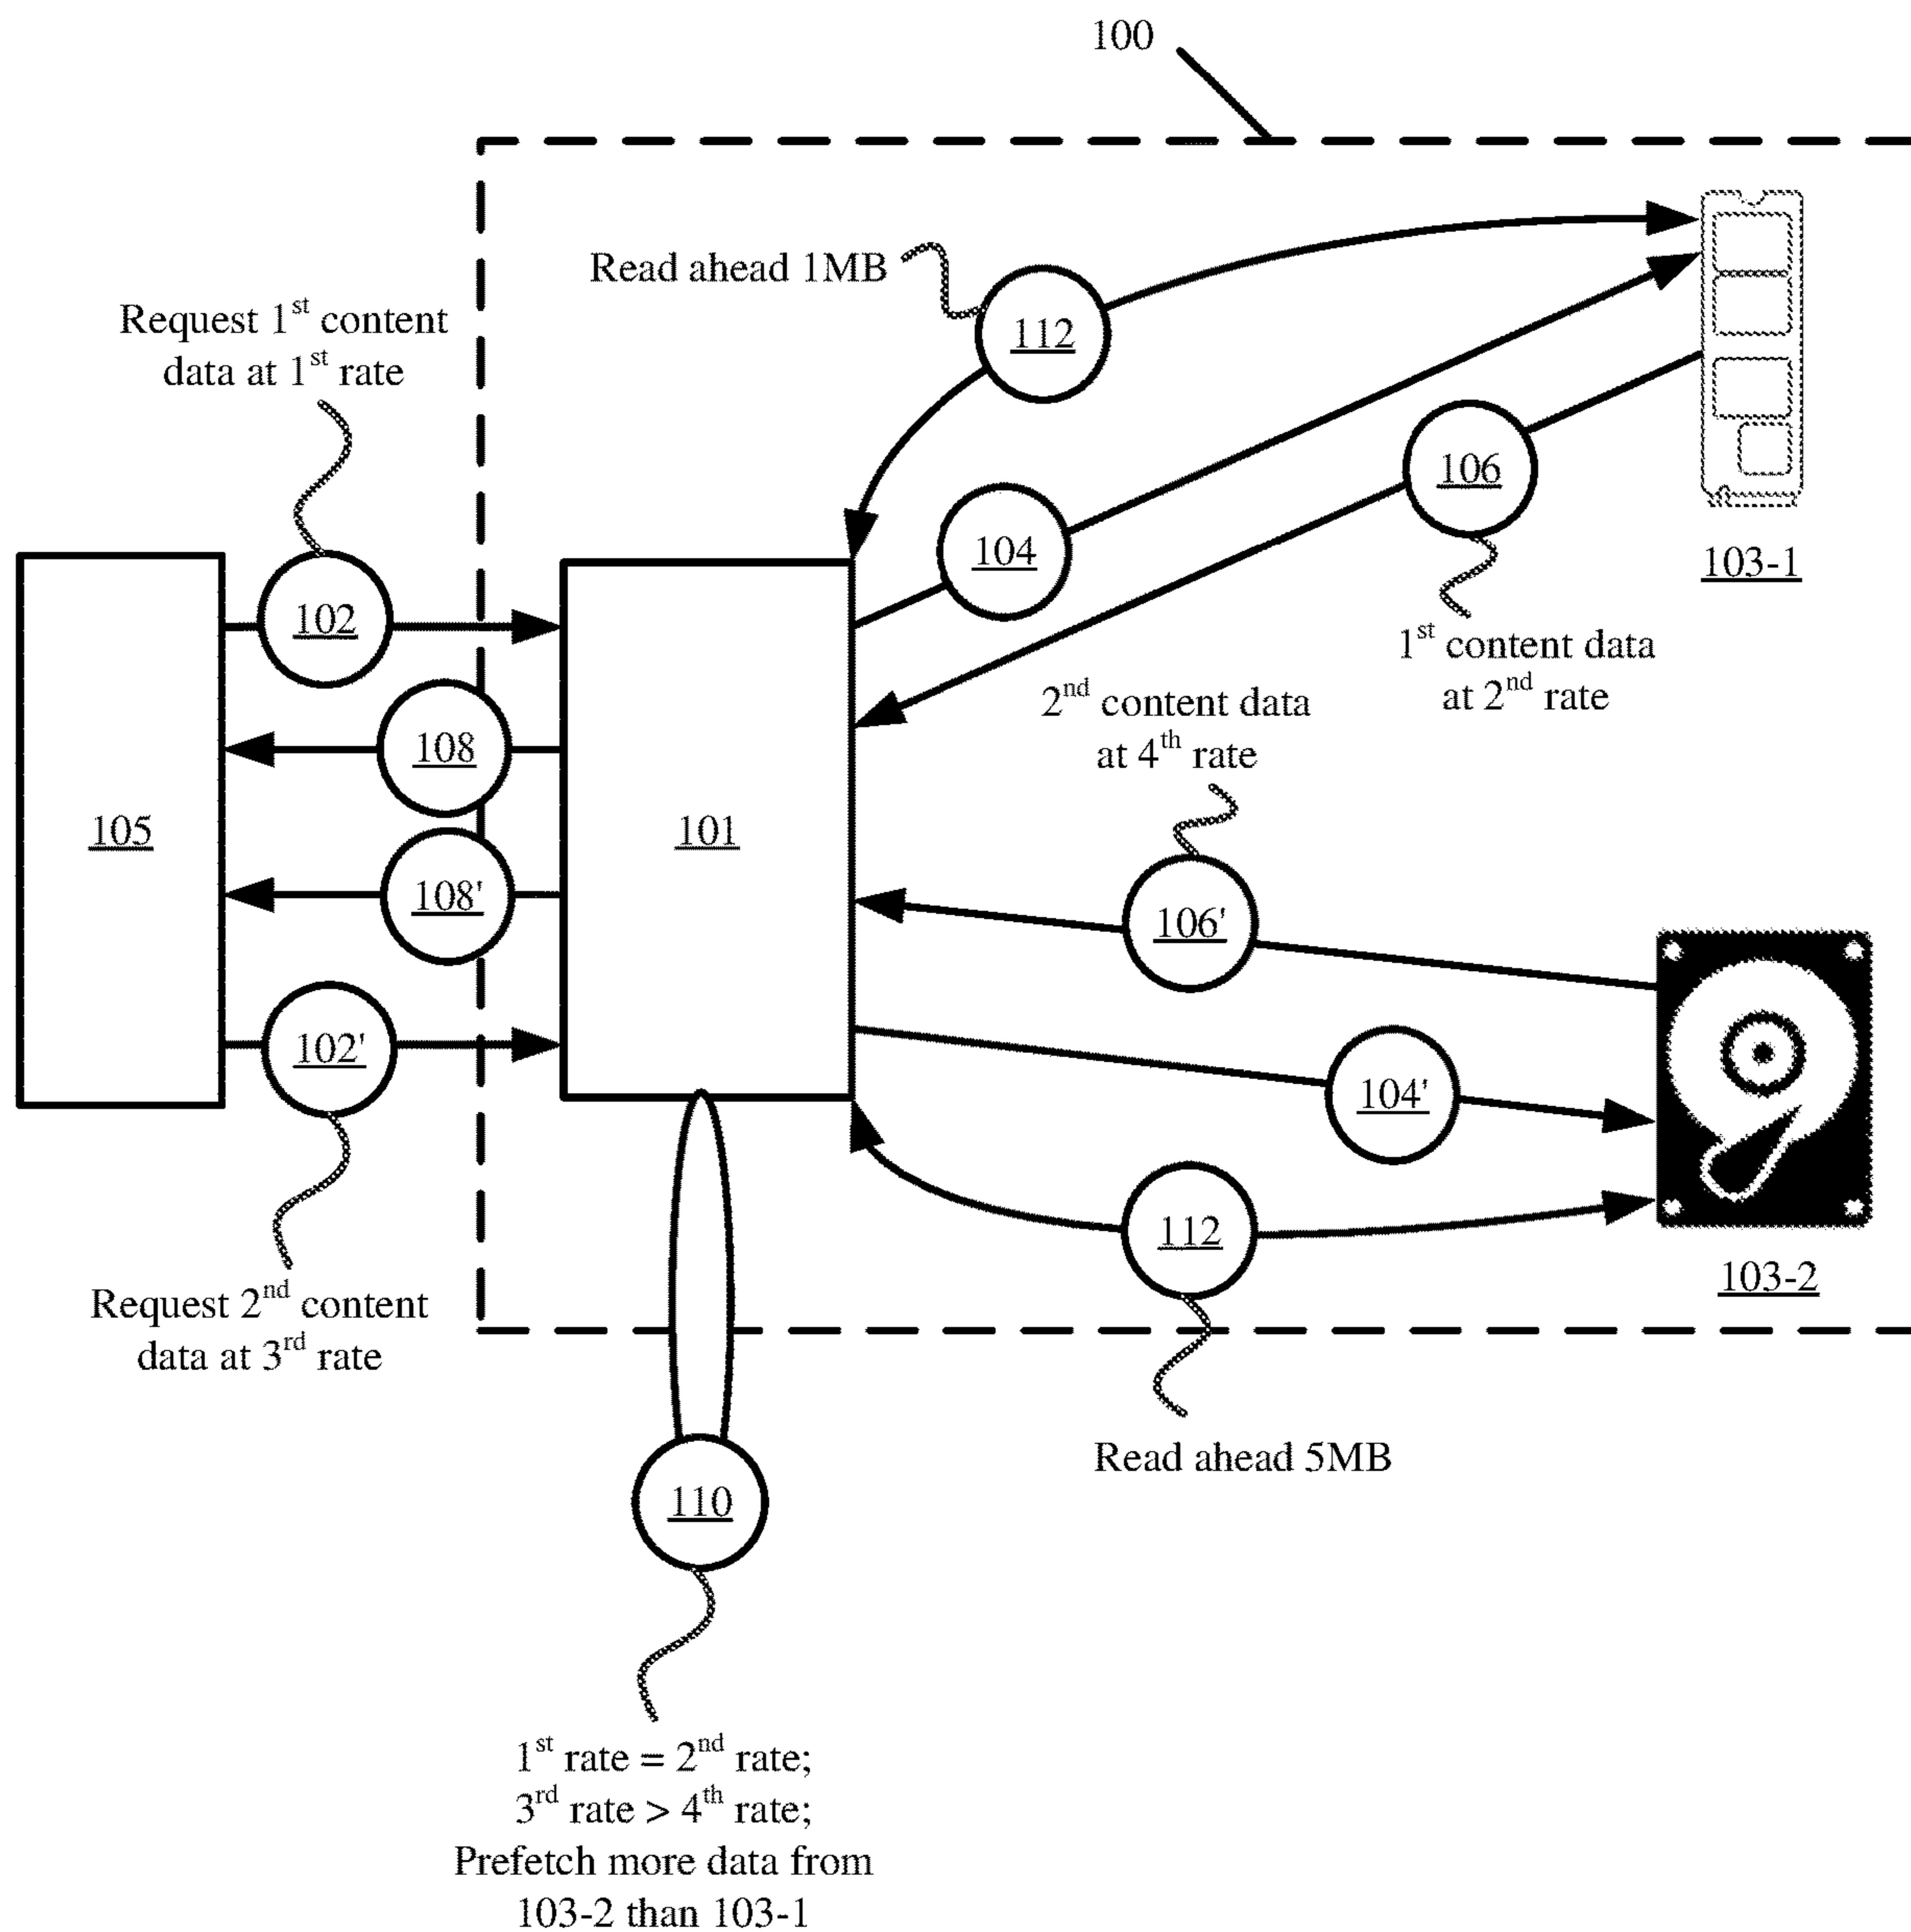 100
Read ahead 1MB
112
Request 1st content
data at 1st rate
106
104
103-1
102
1st content data
at 2nd rate
2nd content data
at 4th rate
108
105
101
108'
106'
102'
104'
112
103-2
Request 2nd content
data at 3rd rate
Read ahead 5MB
110
1st rate = 2nd rate;
3rd rate > 4th rate;
Prefetch more data from
103-2 than 103-1